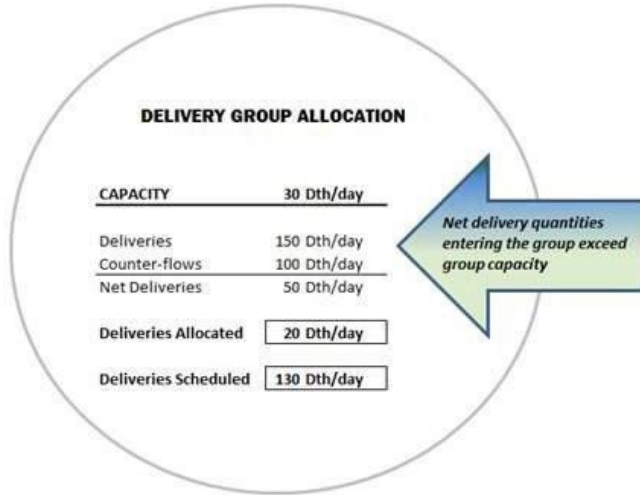 DELIVERY GROUP ALLOCATION
CAPACITY 30 Dth/day
Deliveries 150 Dth/day
Counter-flows 100 Dth/day
Net Deliveries 50 Dth/day
Deliveries Allocated 20 Dth/day
Deliveries Scheduled 130 Dth/day
Net delivery quantities
entering the group exceed
group capacity